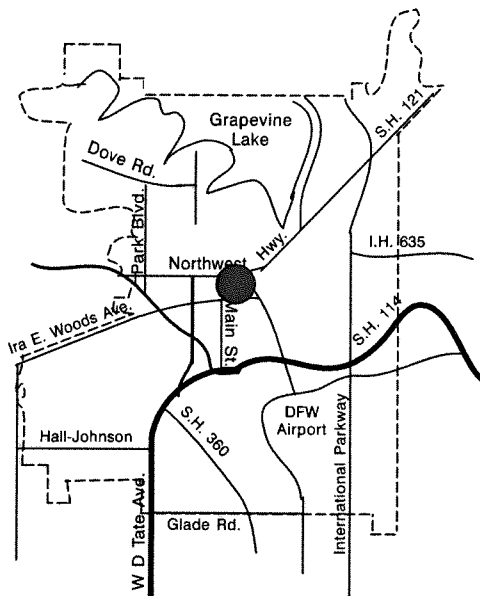 Grapevine
Lake
S.H. 121
Dove Rd.
Park Blvd.
Northwest Hwy.
I.H. 635
Ira E. Woods Ave.
Main St.
S.H. 114
S.H. 360
DFW
Airport
Hall-Johnson
International Parkway
W D Tate Ave.
Glade Rd.